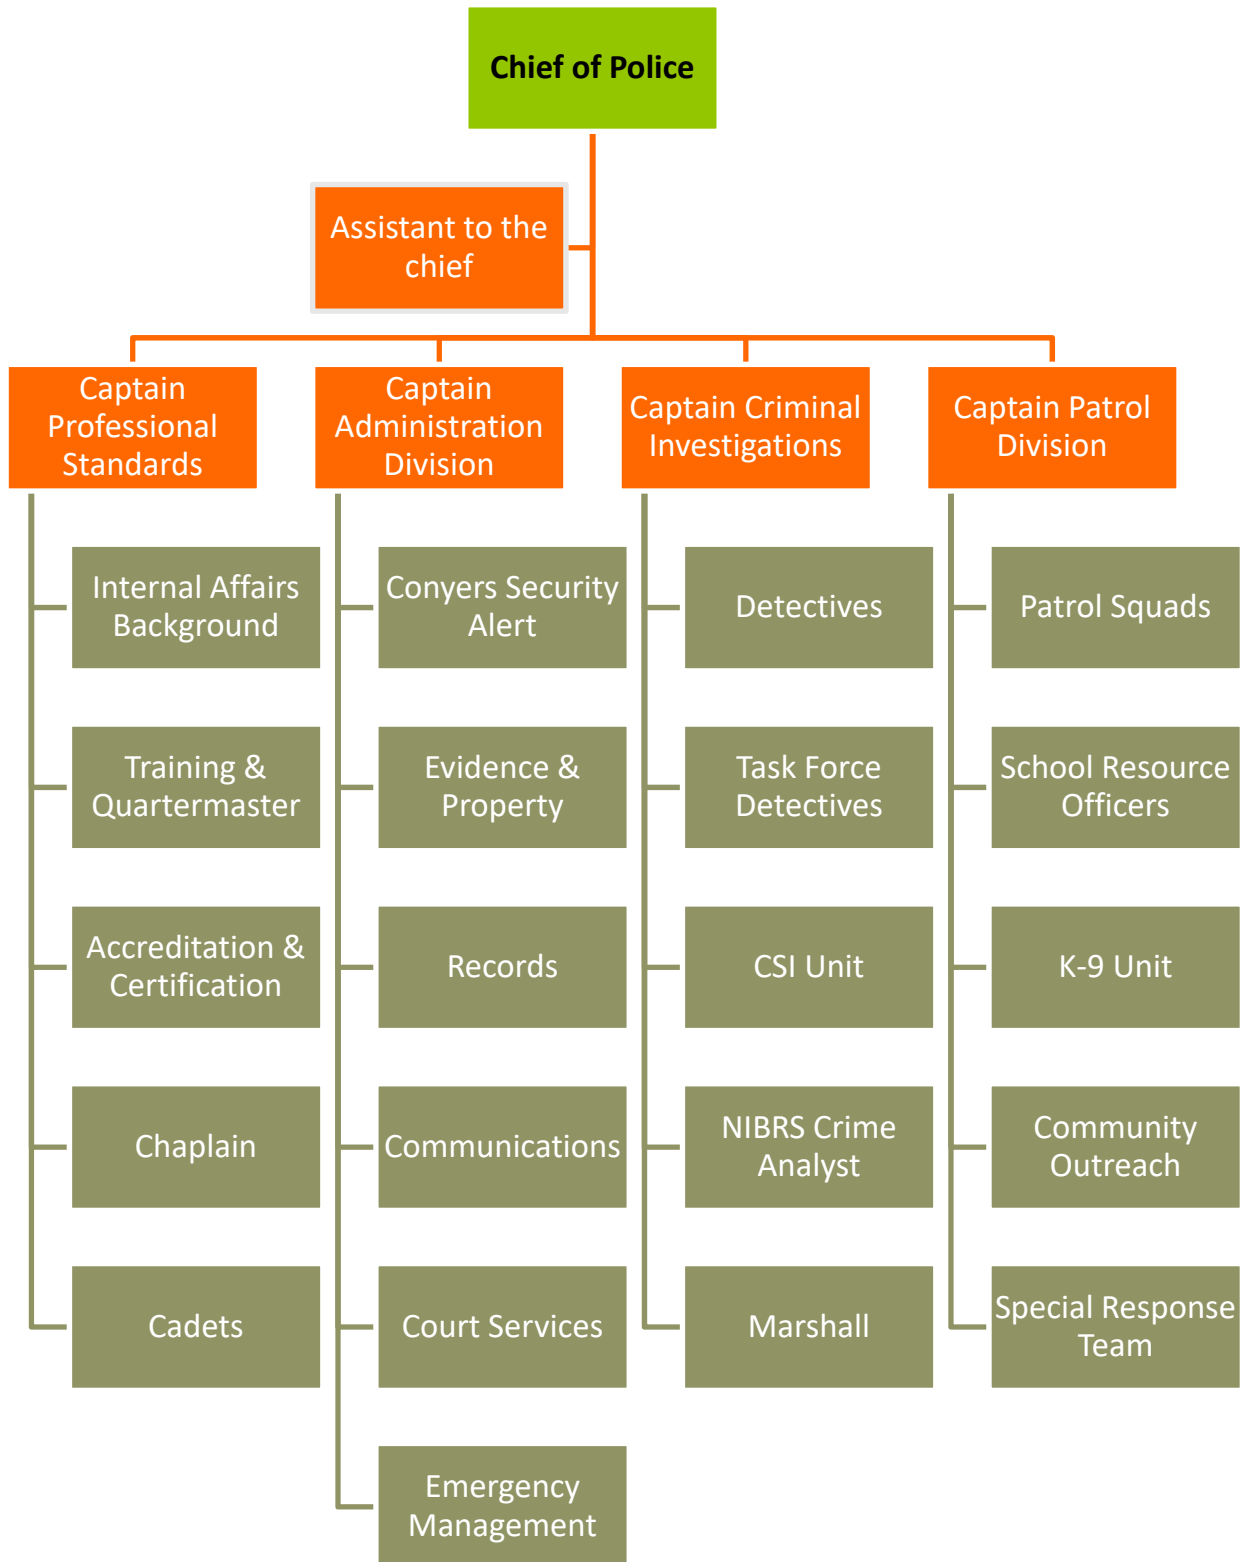 Chief of Police
Assistant to the
chief
Captain
Professional
Standards
Captain
Administration
Division
Captain Criminal
Investigations
Captain Patrol
Division
Internal Affairs
Background
Training &
Quartermaster
Accreditation &
Certification
Chaplain
Cadets
Conyers Security
Alert
Evidence &
Property
Records
Communications
Court Services
Emergency
Management
Detectives
Task Force
Detectives
CSI Unit
NIBRS Crime
Analyst
Marshall
Patrol Squads
School Resource
Officers
K-9 Unit
Community
Outreach
Special Response
Team